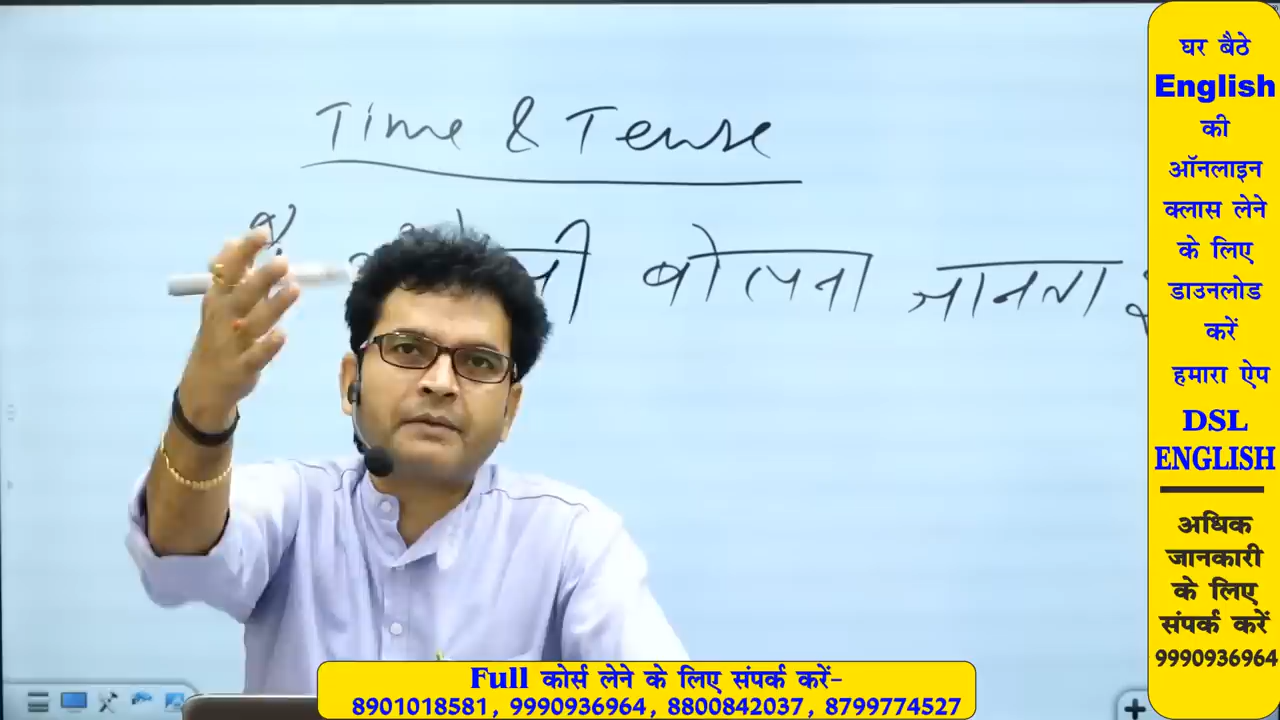 Time & Tense
बोलना जानता
घर बैठे
English
की
ऑनलाइन
क्लास लेने
के लिए
डाउनलोड
करें
हमारा ऐप
DSL
ENGLISH
अधिक
जानकारी
के लिए
संपर्क करें
9990936964
Full कोर्स लेने के लिए संपर्क करें-
8901018581, 9990936964, 8800842037, 8799774527